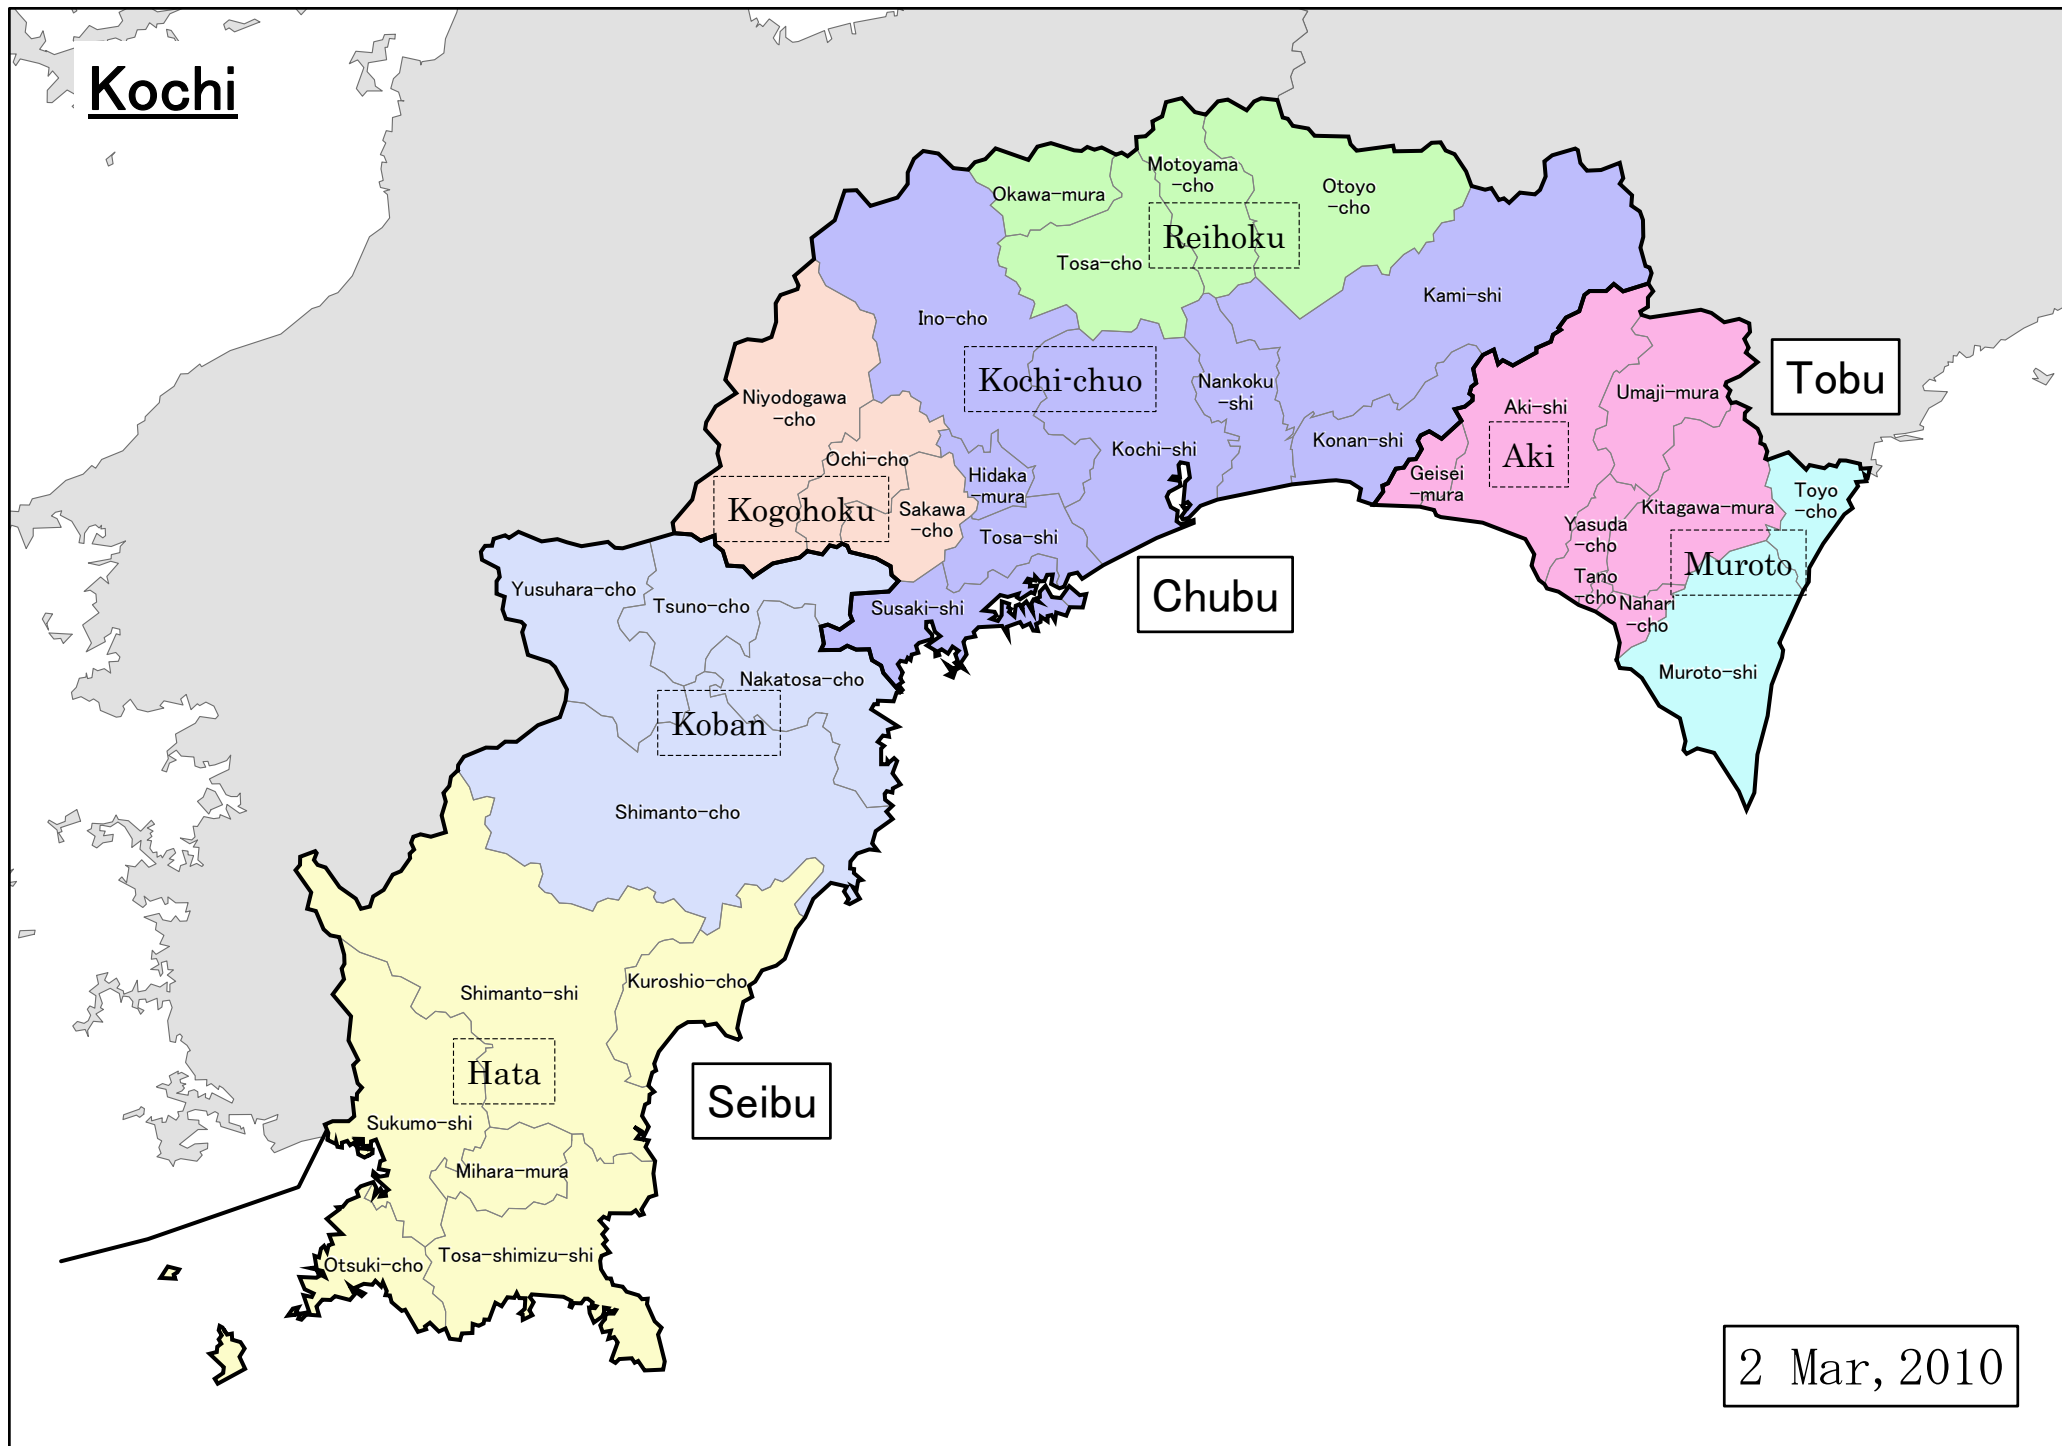 Kochi
Motoyama
-cho
Okawa-mura
Otoyo
-cho
Reihoku
Tosa-cho
Kami-shi
Ino-cho
Kochi-chuo
Nankoku
-shi
Tobu
Niyodogawa
-cho
Umaji-mura
Aki-shi
Kochi-shi
Konan-shi
Ochi-cho
Aki
Hidaka
-mura
Geisei
-mura
Toyo
-cho
Kogohoku
Sakawa
-cho
Kitagawa-mura
Yasuda
-cho
Tosa-shi
Muroto
Yusuhara-cho
Tsuno-cho
Chubu
Tano
-cho
Susaki-shi
Nahari
-cho
Nakatosa-cho
Muroto-shi
Koban
Shimanto-cho
Kuroshio-cho
Shimanto-shi
Hata
Seibu
Sukumo-shi
Mihara-mura
Tosa-shimizu-shi
Otsuki-cho
2 Mar,2010